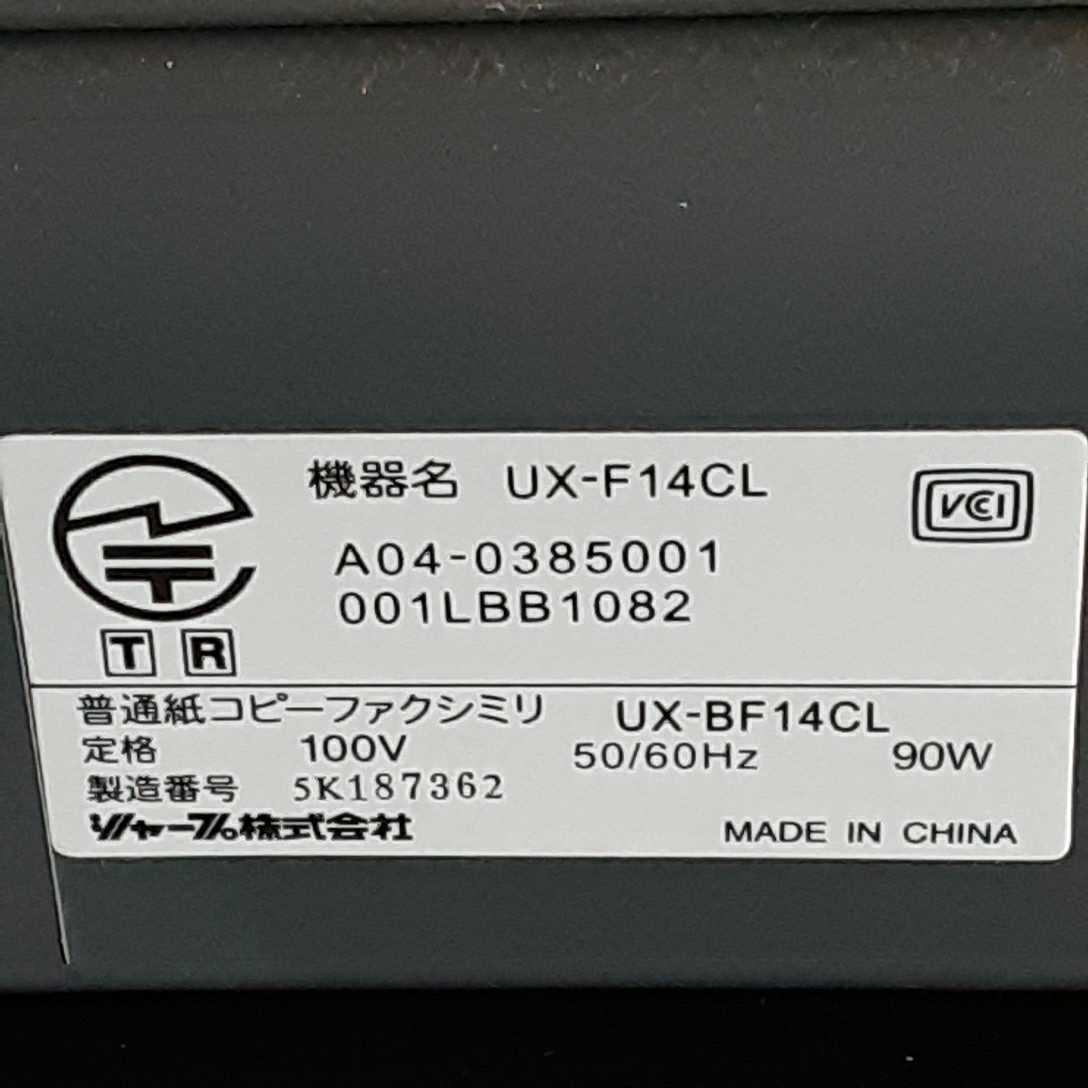 機器名 UX-F14CL
VCI
A04-0385001
001LBB1082
T R
普通紙コピーファクシミリ UX-BF14CL
定格 100V 50/60Hz 90W
製造番号 5K187362
シャープ株式会社 MADE IN CHINA